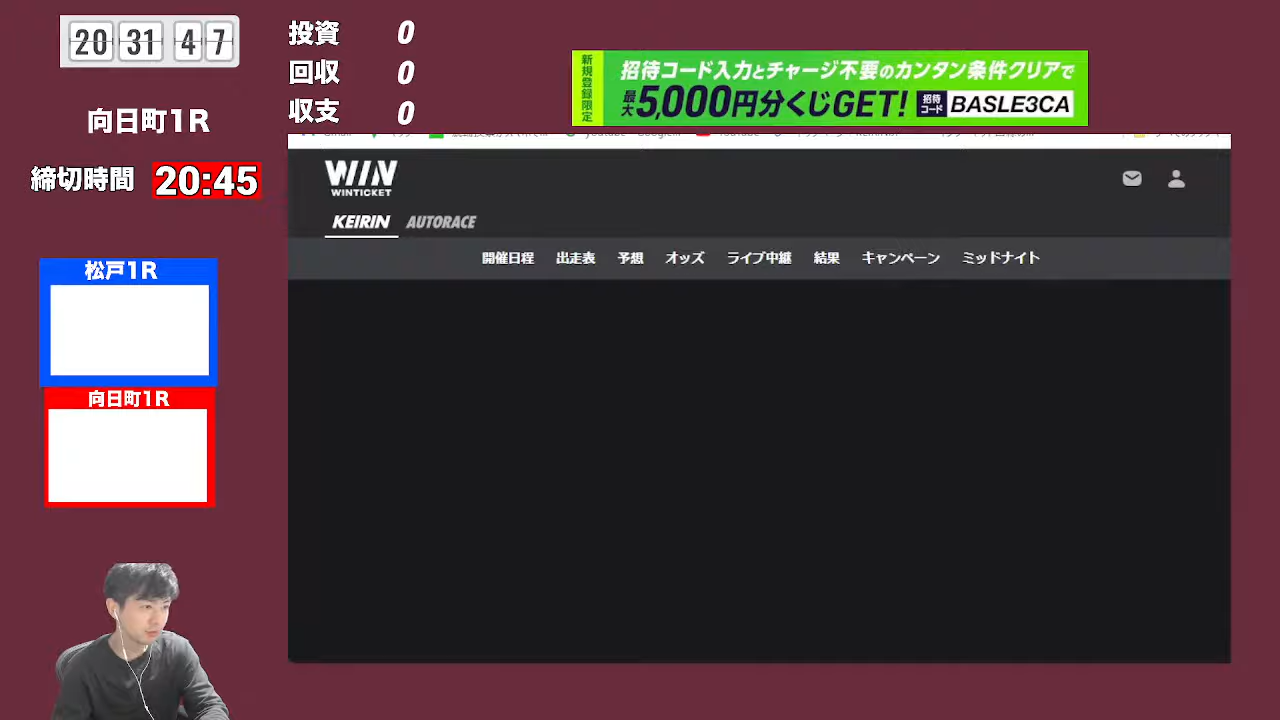 20 31 47
投資 0
回収 0
収支 0
向日町1R
締切時間 20:45
松戸1R
向日町1R
新規登録限定
招待コード入力とチャージ不要のカンタン条件クリアで
最大5,000円分くじGET!
招待コード BASLE3CA
WIN
WINTICKET
KEIRIN AUTORACE
開催日程 出走表 予想 オッズ ライブ中継 結果 キャンペーン ミッドナイト